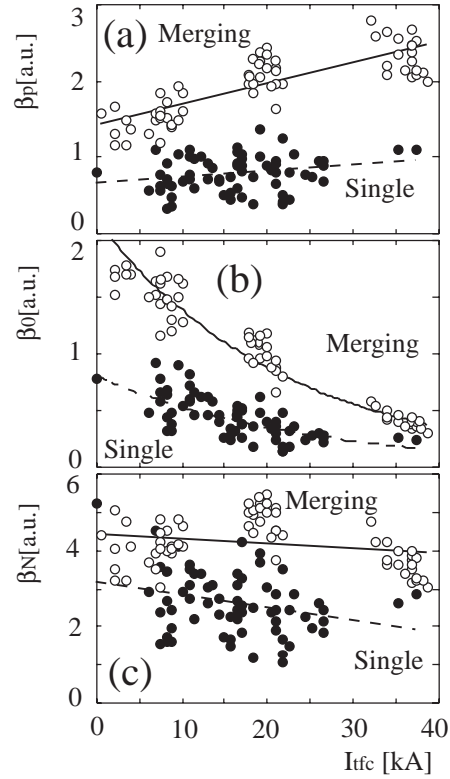 3
(a)
Merging
2
βp[a.u.]
1
Single
0
2
(b)
β0[a.u.]
1
Merging
Single
0
6
Merging
4
βN[a.u.]
2
Single
(c)
0
0 10 20 30 40
Itfc [kA]